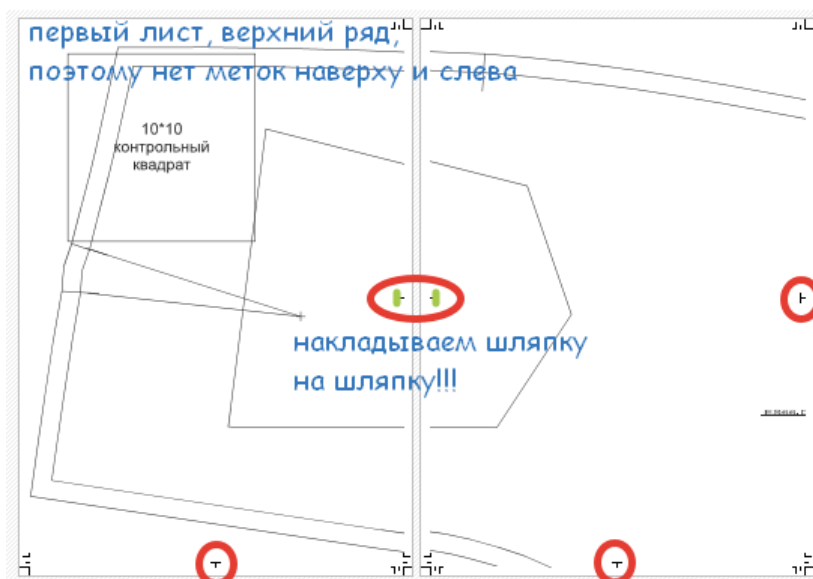 первый лист, верхний ряд,
поэтому нет меток наверху и слева
10*10
контрольный
квадрат
накладываем шляпку
на шляпку!!!